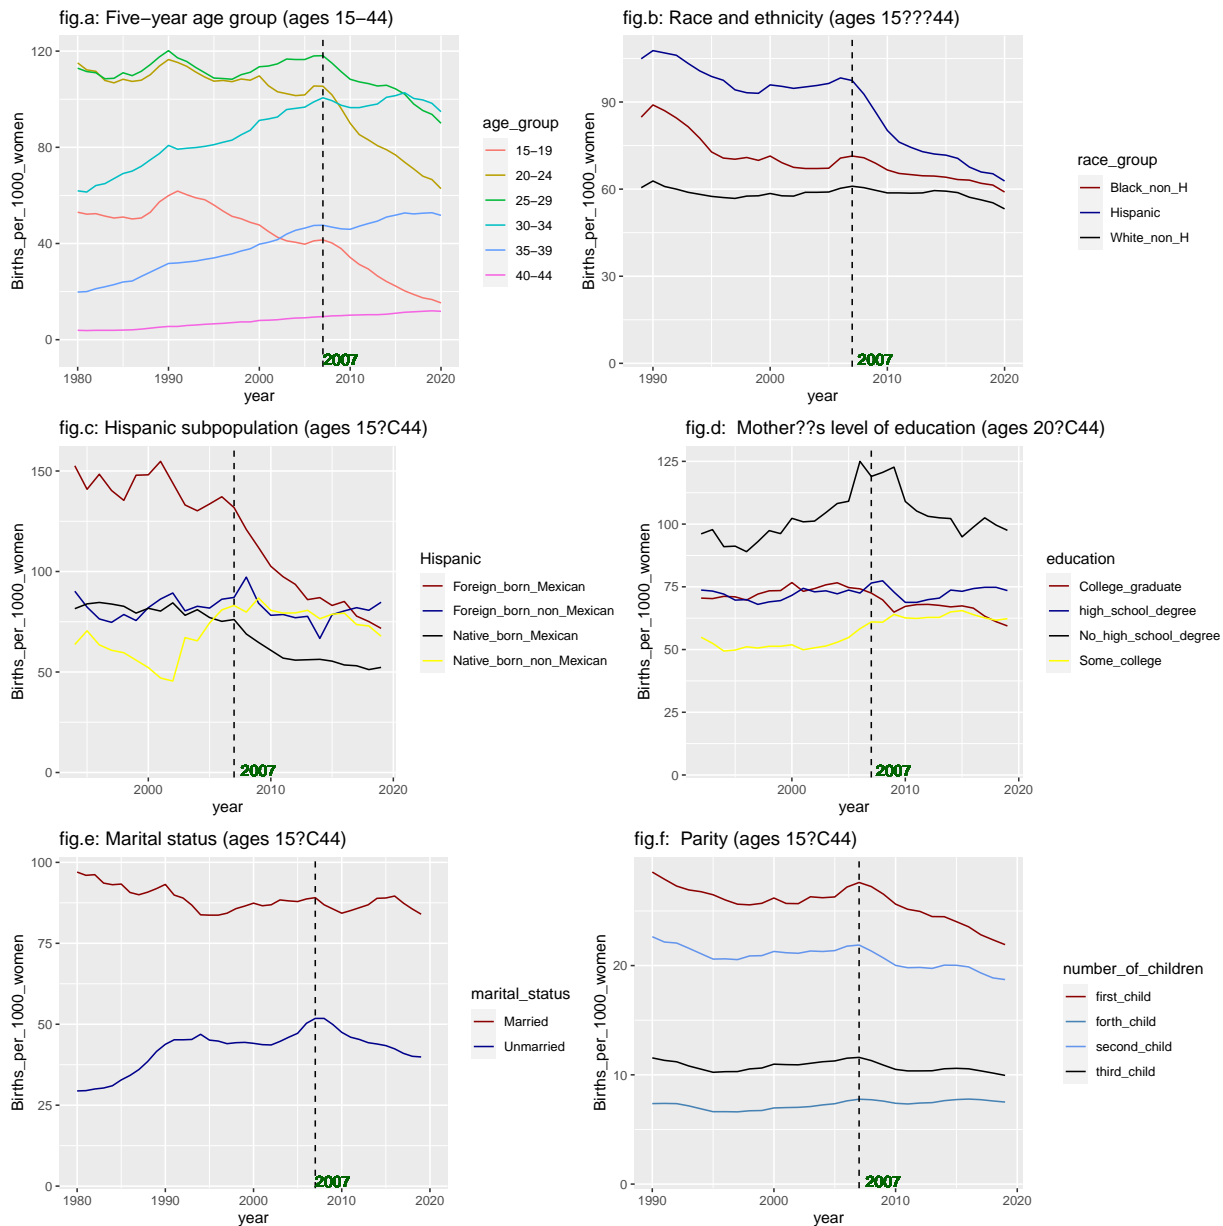 fig.a: Five−year age group (ages 15−44)
Births_per_1000_women
120
80
40
0
2007
1980
1990
2000
2010
2020
year
age_group
15−19
20−24
25−29
30−34
35−39
40−44
fig.b: Race and ethnicity (ages 15???44)
Births_per_1000_women
90
60
30
0
2007
1990
2000
2010
2020
year
race_group
Black_non_H
Hispanic
White_non_H
fig.c: Hispanic subpopulation (ages 15?C44)
Births_per_1000_women
150
100
50
0
2007
2000
2010
2020
year
Hispanic
Foreign_born_Mexican
Foreign_born_non_Mexican
Native_born_Mexican
Native_born_non_Mexican
fig.d:  Mother??s level of education (ages 20?C44)
Births_per_1000_women
125
100
75
50
25
0
2007
2000
2010
2020
year
education
College_graduate
high_school_degree
No_high_school_degree
Some_college
fig.e: Marital status (ages 15?C44)
Births_per_1000_women
100
75
50
25
0
2007
1980
1990
2000
2010
2020
year
marital_status
Married
Unmarried
fig.f:  Parity (ages 15?C44)
Births_per_1000_women
20
10
0
2007
1990
2000
2010
2020
year
number_of_children
first_child
forth_child
second_child
third_child